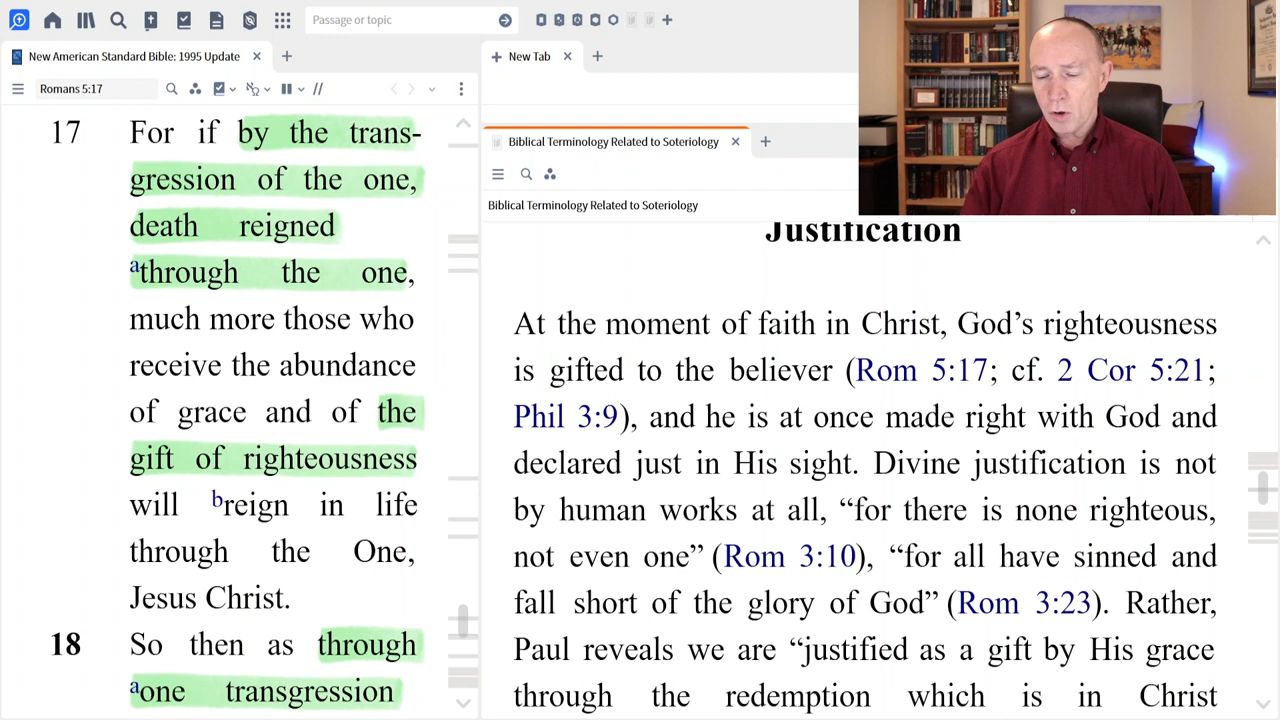 Passage or topic
New American Standard Bible: 1995 Update
Romans 5:17
17 For if by the trans-
gression of the one,
death reigned
ᵃthrough the one,
much more those who
receive the abundance
of grace and of the
gift of righteousness
will ᵇreign in life
through the One,
Jesus Christ.
18 So then as through
ᵃone transgression
New Tab
Biblical Terminology Related to Soteriology
Biblical Terminology Related to Soteriology
Justification
At the moment of faith in Christ, God’s righteousness
is gifted to the believer (Rom 5:17; cf. 2 Cor 5:21;
Phil 3:9), and he is at once made right with God and
declared just in His sight. Divine justification is not
by human works at all, “for there is none righteous,
not even one” (Rom 3:10), “for all have sinned and
fall short of the glory of God” (Rom 3:23). Rather,
Paul reveals we are “justified as a gift by His grace
through the redemption which is in Christ